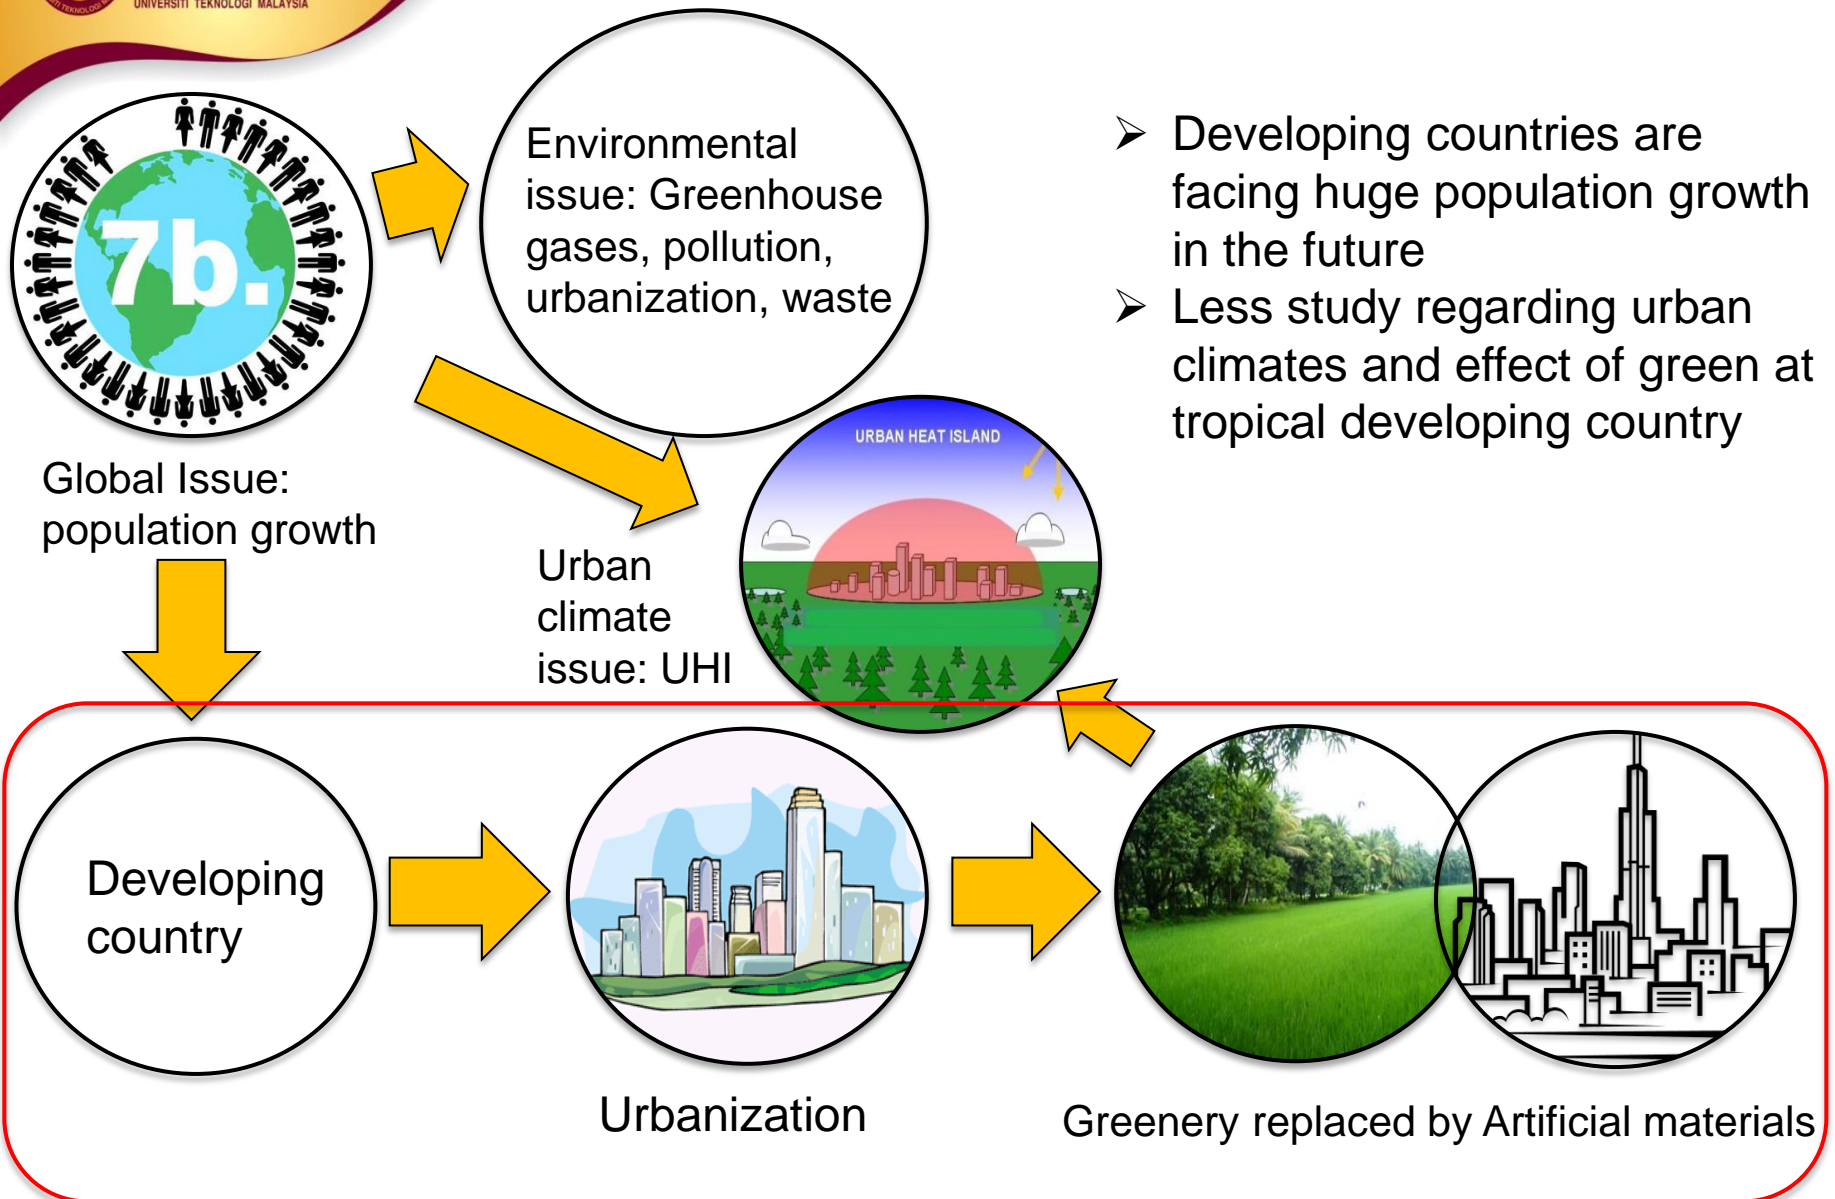 UNIVERSITI TEKNOLOGI MALAYSIA
7b.
Global Issue:
population growth
Environmental
issue: Greenhouse
gases, pollution,
urbanization, waste
➢ Developing countries are
facing huge population growth
in the future
➢ Less study regarding urban
climates and effect of green at
tropical developing country
URBAN HEAT ISLAND
Urban
climate
issue: UHI
Developing
country
Urbanization
Greenery replaced by Artificial materials